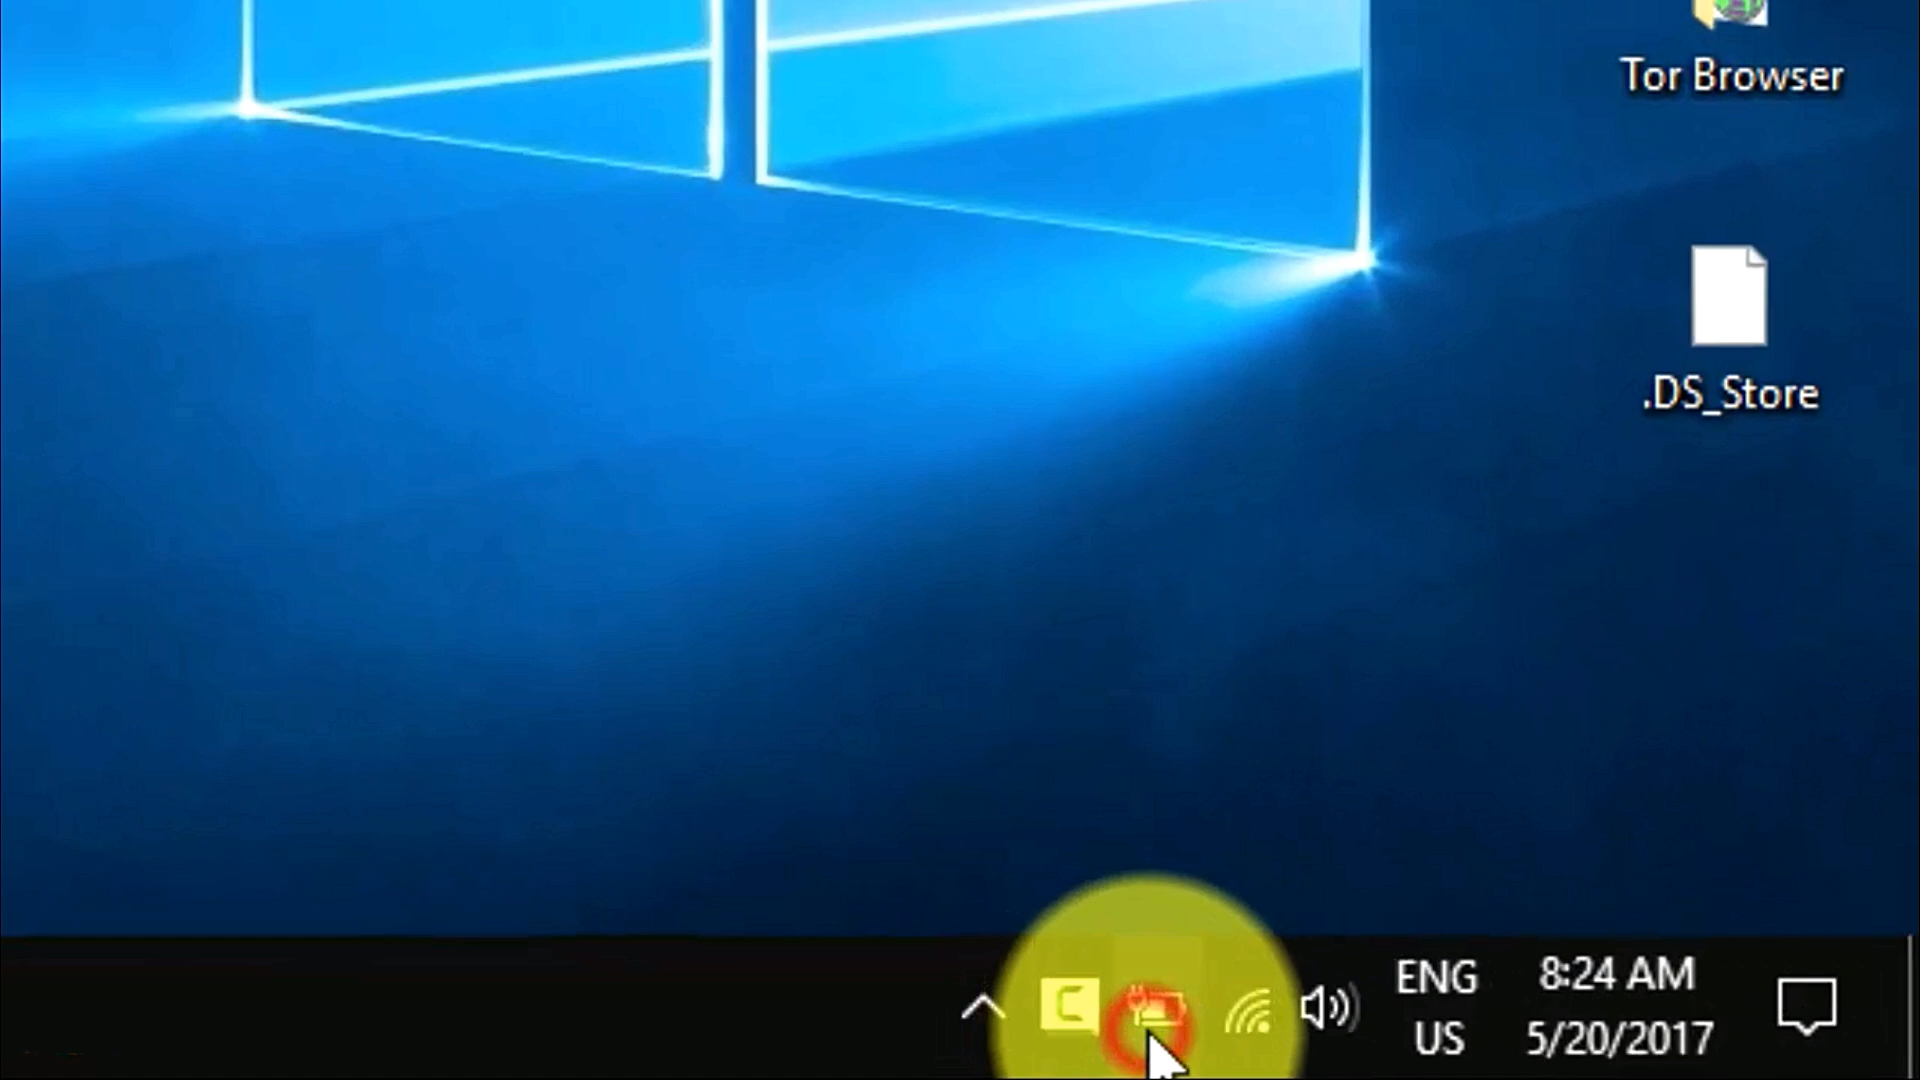 Tor Browser
.DS_Store
ENG
US
8:24 AM
5/20/2017